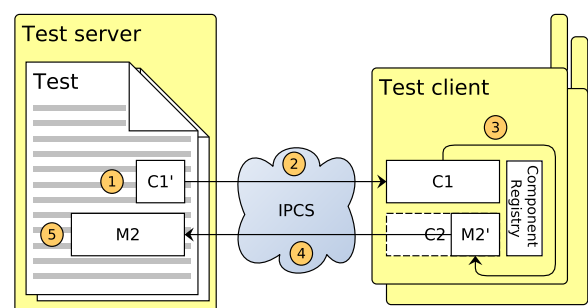 Test server
Test
Test client
3
2
1
C1'
C1
Component
Registry
IPCS
5
M2
C2
M2'
4